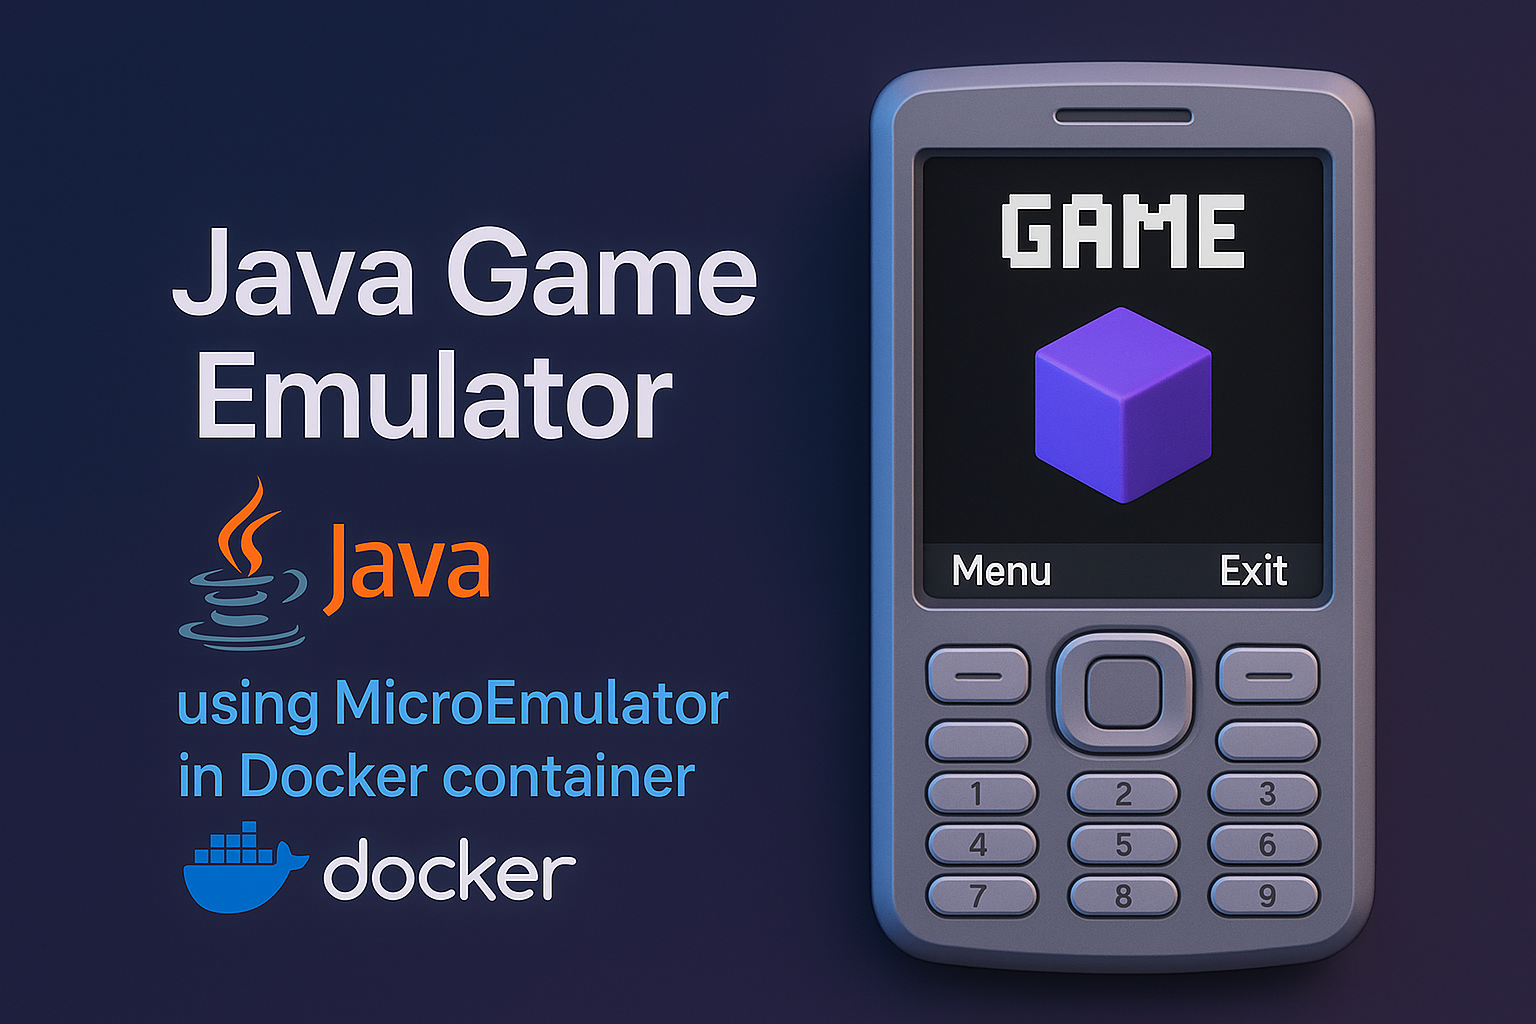 Java Game
Emulator
Java
using MicroEmulator
in Docker container
docker
GAME
Menu Exit
1 2 3
4 5 6
7 8 9